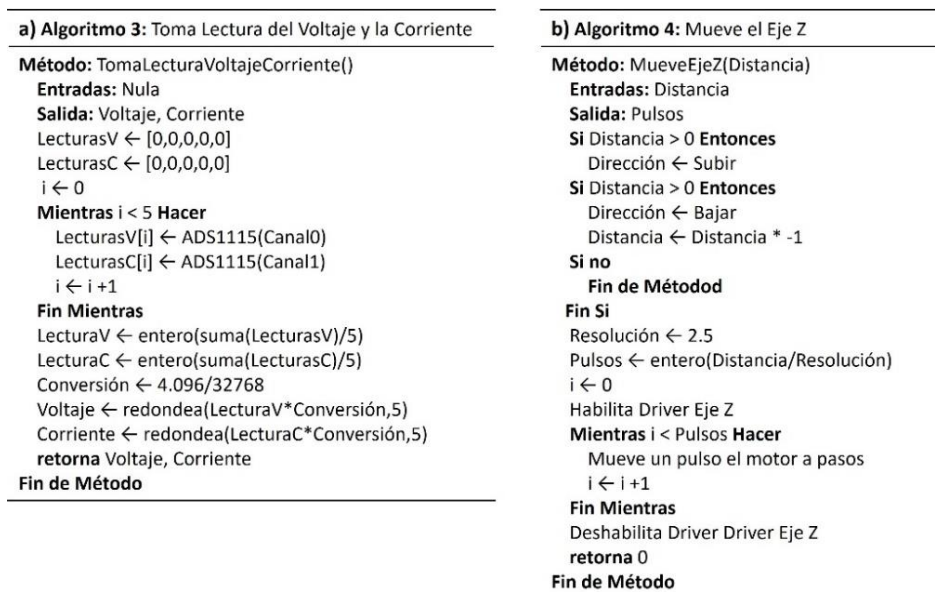 a) Algoritmo 3: Toma Lectura del Voltaje y la Corriente
Método: TomaLecturaVoltajeCorriente()
Entradas: Nula
Salida: Voltaje, Corriente
LecturasV ← [0,0,0,0,0]
LecturasC ← [0,0,0,0,0]
i ← 0
Mientras i < 5 Hacer
LecturasV[i] ← ADS1115(Canal0)
LecturasC[i] ← ADS1115(Canal1)
i ← i +1
Fin Mientras
LecturaV ← entero(suma(LecturasV)/5)
LecturaC ← entero(suma(LecturasC)/5)
Conversión ← 4.096/32768
Voltaje ← redondea(LecturaV*Conversión,5)
Corriente ← redondea(LecturaC*Conversión,5)
retorna Voltaje, Corriente
Fin de Método
b) Algoritmo 4: Mueve el Eje Z
Método: MueveEjeZ(Distancia)
Entradas: Distancia
Salida: Pulsos
Si Distancia > 0 Entonces
Dirección ← Subir
Si Distancia > 0 Entonces
Dirección ← Bajar
Distancia ← Distancia * -1
Si no
Fin de Métodod
Fin Si
Resolución ← 2.5
Pulsos ← entero(Distancia/Resolución)
i ← 0
Habilita Driver Eje Z
Mientras i < Pulsos Hacer
Mueve un pulso el motor a pasos
i ← i +1
Fin Mientras
Deshabilita Driver Driver Eje Z
retorna 0
Fin de Método